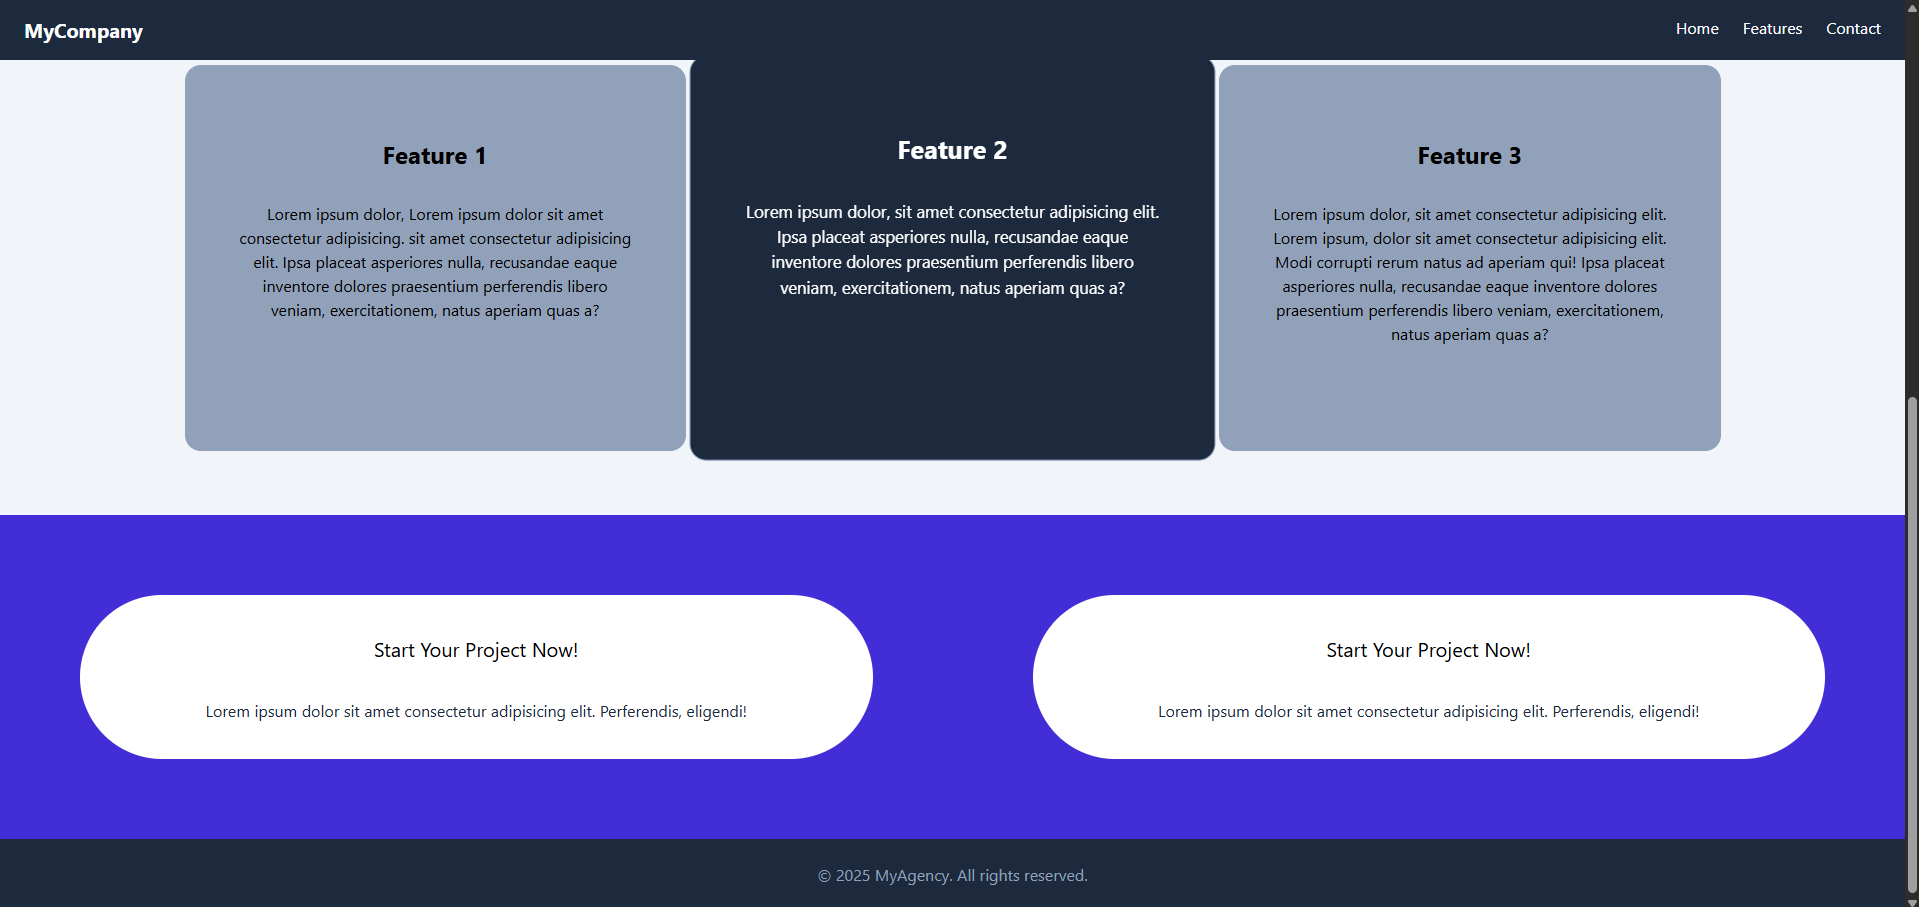 MyCompany
Home
Features
Contact
Feature 1
Lorem ipsum dolor, Lorem ipsum dolor sit amet
consectetur adipisicing. sit amet consectetur adipisicing
elit. Ipsa placeat asperiores nulla, recusandae eaque
inventore dolores praesentium perferendis libero
veniam, exercitationem, natus aperiam quas a?
Feature 2
Lorem ipsum dolor, sit amet consectetur adipisicing elit.
Ipsa placeat asperiores nulla, recusandae eaque
inventore dolores praesentium perferendis libero
veniam, exercitationem, natus aperiam quas a?
Feature 3
Lorem ipsum dolor, sit amet consectetur adipisicing elit.
Lorem ipsum, dolor sit amet consectetur adipisicing elit.
Modi corrupti rerum natus ad aperiam qui! Ipsa placeat
asperiores nulla, recusandae eaque inventore dolores
praesentium perferendis libero veniam, exercitationem,
natus aperiam quas a?
Start Your Project Now!
Lorem ipsum dolor sit amet consectetur adipisicing elit. Perferendis, eligendi!
Start Your Project Now!
Lorem ipsum dolor sit amet consectetur adipisicing elit. Perferendis, eligendi!
© 2025 MyAgency. All rights reserved.